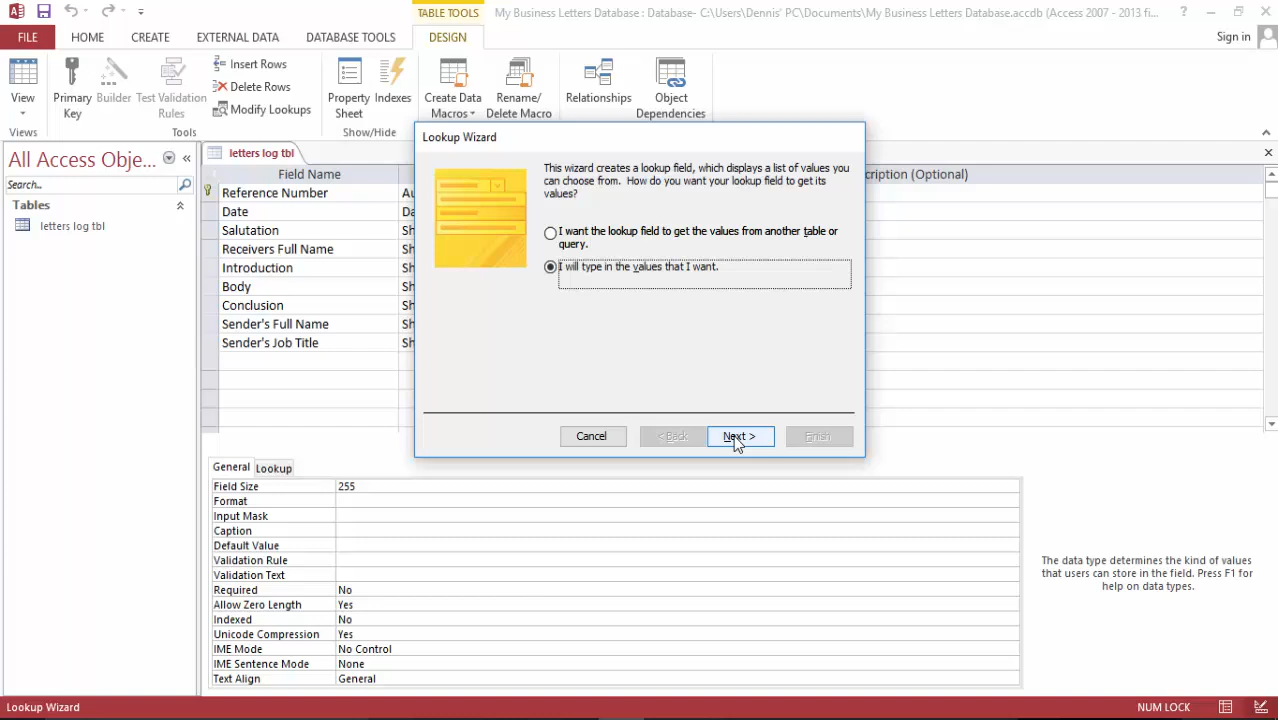 TABLE TOOLS
My Business Letters Database : Database- C:\Users\Dennis' PC\Documents\My Business Letters Database.accdb (Access 2007 - 2013 fi...
?
FILE HOME CREATE EXTERNAL DATA DATABASE TOOLS DESIGN Sign in
View
Primary Key
Builder
Test Validation Rules
Insert Rows
Delete Rows
Modify Lookups
Property Sheet
Indexes
Create Data Macros
Rename/ Delete Macro
Relationships
Object Dependencies
Views Tools Show/Hide
All Access Obje...
Search...
Tables
letters log tbl
letters log tbl
Field Name cription (Optional)
Reference Number Au
Date Da
Salutation Sh
Receivers Full Name Sh
Introduction Sh
Body Sh
Conclusion Sh
Sender's Full Name Sh
Sender's Job Title Sh
Lookup Wizard
This wizard creates a lookup field, which displays a list of values you
can choose from. How do you want your lookup field to get its
values?
I want the lookup field to get the values from another table or
query.
I will type in the values that I want.
Cancel < Back Next > Finish
General Lookup
Field Size 255
Format
Input Mask
Caption
Default Value
Validation Rule
Validation Text
Required No
Allow Zero Length Yes
Indexed No
Unicode Compression Yes
IME Mode No Control
IME Sentence Mode None
Text Align General
The data type determines the kind of values
that users can store in the field. Press F1 for
help on data types.
Lookup Wizard NUM LOCK